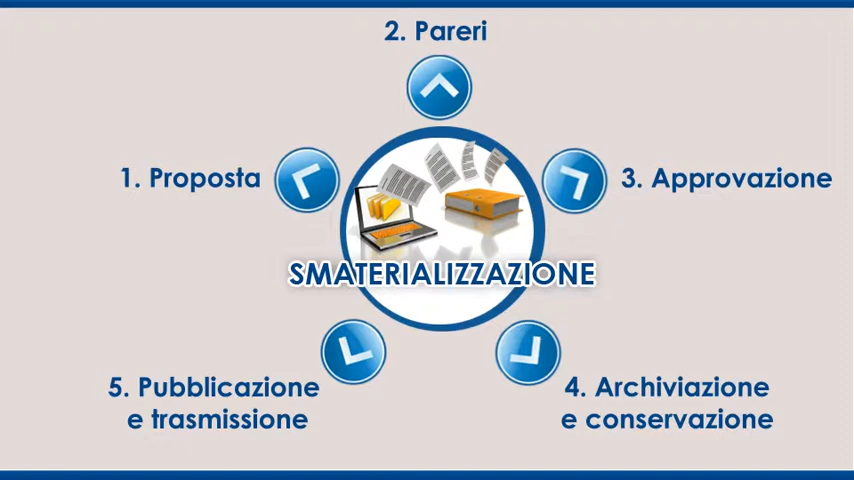 2. Pareri
1. Proposta
3. Approvazione
SMATERIALIZZAZIONE
5. Pubblicazione
e trasmissione
4. Archiviazione
e conservazione